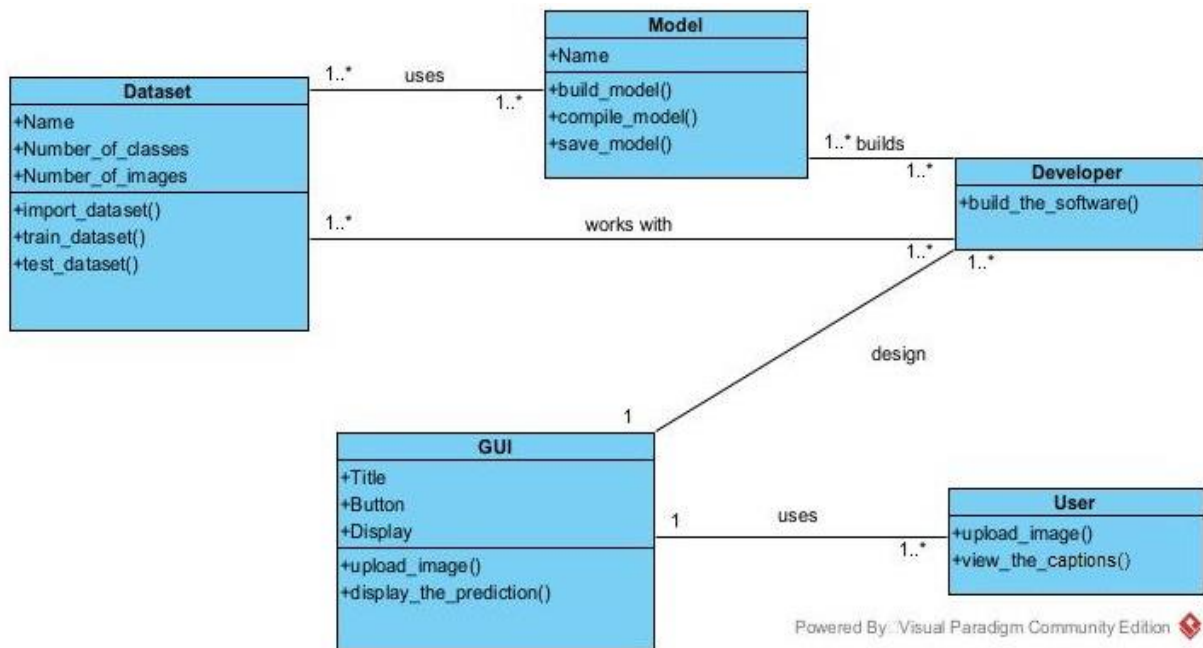 Model
+Name
+build_model()
+compile_model()
+save_model()
1..*
uses
1..*
Dataset
+Name
+Number_of_classes
+Number_of_images
+import_dataset()
+train_dataset()
+test_dataset()
1..* builds
1..*
Developer
+build_the_software()
1..*
works with
1..*
1..*
design
1
GUI
+Title
+Button
+Display
+upload_image()
+display_the_prediction()
1
uses
1..*
User
+upload_image()
+view_the_captions()
Powered By: Visual Paradigm Community Edition